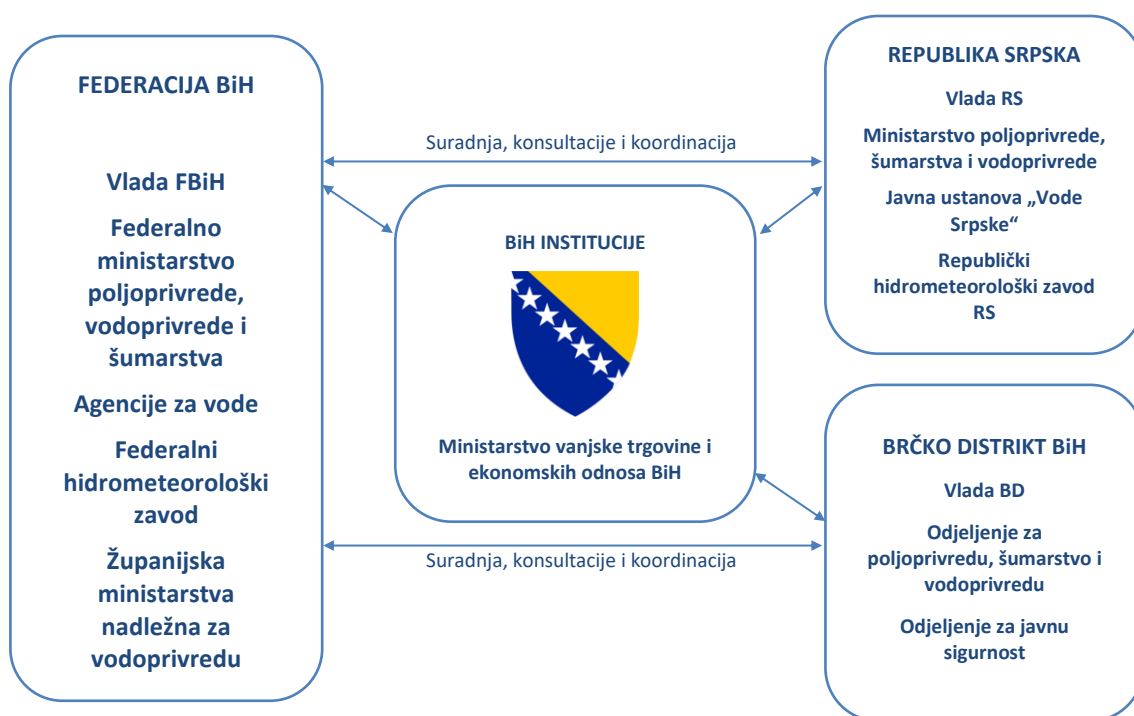 FEDERACIJA BiH
Vlada FBiH
Federalno
ministarstvo
poljoprivrede,
vodoprivrede i
šumarstva
Agencije za vode
Federalni
hidrometeorološki
zavod
Županijska
ministarstva
nadležna za
vodoprivredu
Suradnja, konsultacije i koordinacija
BiH INSTITUCIJE
Ministarstvo vanjske trgovine i
ekonomskih odnosa BiH
Suradnja, konsultacije i koordinacija
REPUBLIKA SRPSKA
Vlada RS
Ministarstvo poljoprivrede,
šumarstva i vodoprivrede
Javna ustanova „Vode
Srpske“
Republički
hidrometeorološki zavod
RS
BRČKO DISTRIKT BiH
Vlada BD
Odjeljenje za
poljoprivredu, šumarstvo i
vodoprivredu
Odjeljenje za javnu
sigurnost